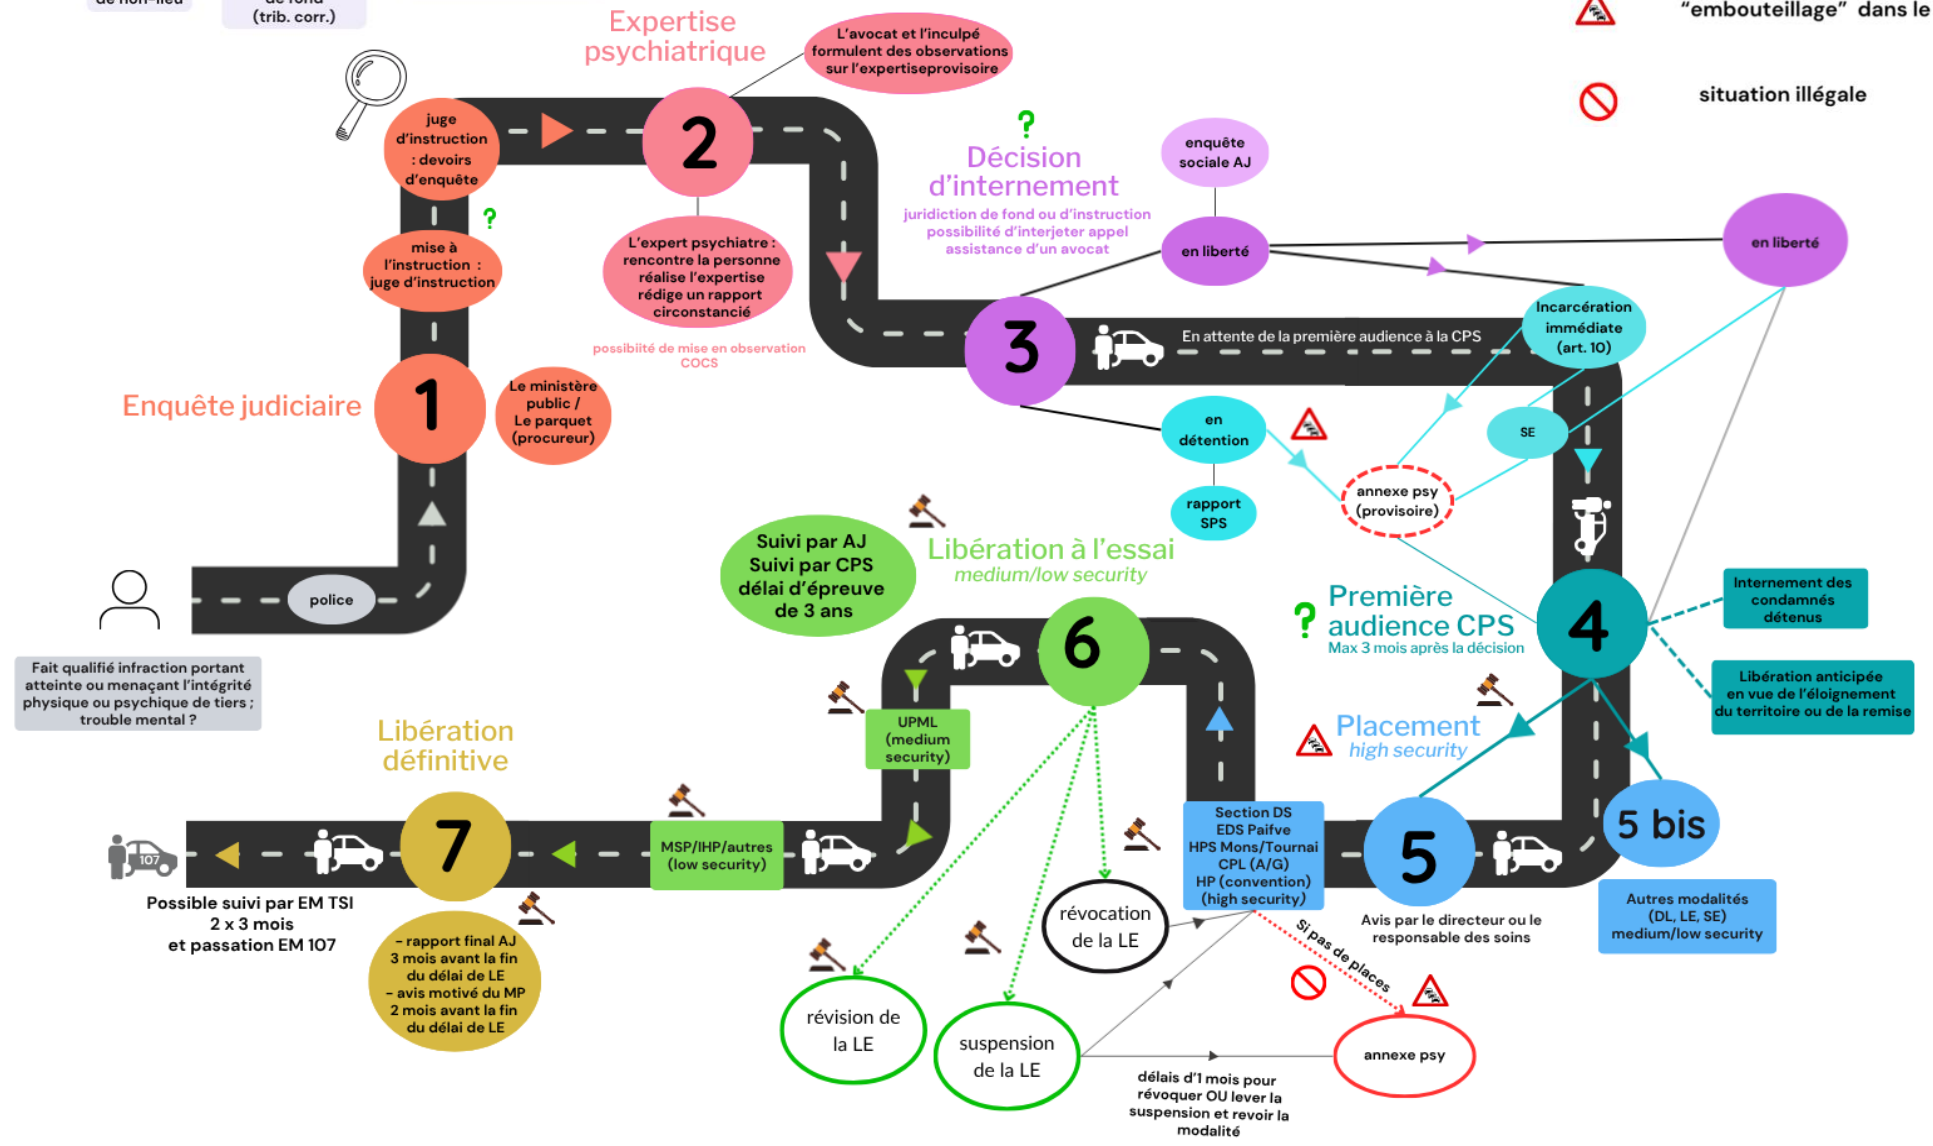 de non-lieu
de fond
(trib. corr.)
Expertise
psychiatrique
L’avocat et l’inculpé
formulent des observations
sur l’expertiseprovisoire
“embouteillage” dans le
situation illégale
juge
d’instruction
: devoirs
d’enquête
2
?
mise à
l’instruction :
juge d’instruction
L’expert psychiatre :
rencontre la personne
réalise l’expertise
rédige un rapport
circonstancié
possibiité de mise en observation
COCS
?
Décision
d’internement
juridiction de fond ou d’instruction
possibilité d’interjeter appel
assistance d’un avocat
enquête
sociale AJ
en liberté
en liberté
Enquête judiciaire
1
Le ministère
public /
Le parquet
(procureur)
3
En attente de la première audience à la CPS
Incarcération
immédiate
(art. 10)
en
détention
SE
rapport
SPS
annexe psy
(provisoire)
police
Fait qualifié infraction portant
atteinte ou menaçant l’intégrité
physique ou psychique de tiers ;
trouble mental ?
Suivi par AJ
Suivi par CPS
délai d’épreuve
de 3 ans
Libération à l’essai
medium/low security
6
?
Première
audience CPS
Max 3 mois après la décision
4
Internement des
condamnés
détenus
Libération anticipée
en vue de l’éloignement
du territoire ou de la remise
Placement
high security
UPML
(medium
security)
Libération
définitive
107
7
MSP/IHP/autres
(low security)
Section DS
EDS Paifve
HPS Mons/Tournai
CPL (A/G)
HP (convention)
(high security)
5
5 bis
Possible suivi par EM TSI
2 x 3 mois
et passation EM 107
- rapport final AJ
3 mois avant la fin
du délai de LE
- avis motivé du MP
2 mois avant la fin
du délai de LE
révocation
de la LE
Avis par le directeur ou le
responsable des soins
Autres modalités
(DL, LE, SE)
medium/low security
Si pas de places
révision de
la LE
suspension
de la LE
annexe psy
délais d’1 mois pour
révoquer OU lever la
suspension et revoir la
modalité